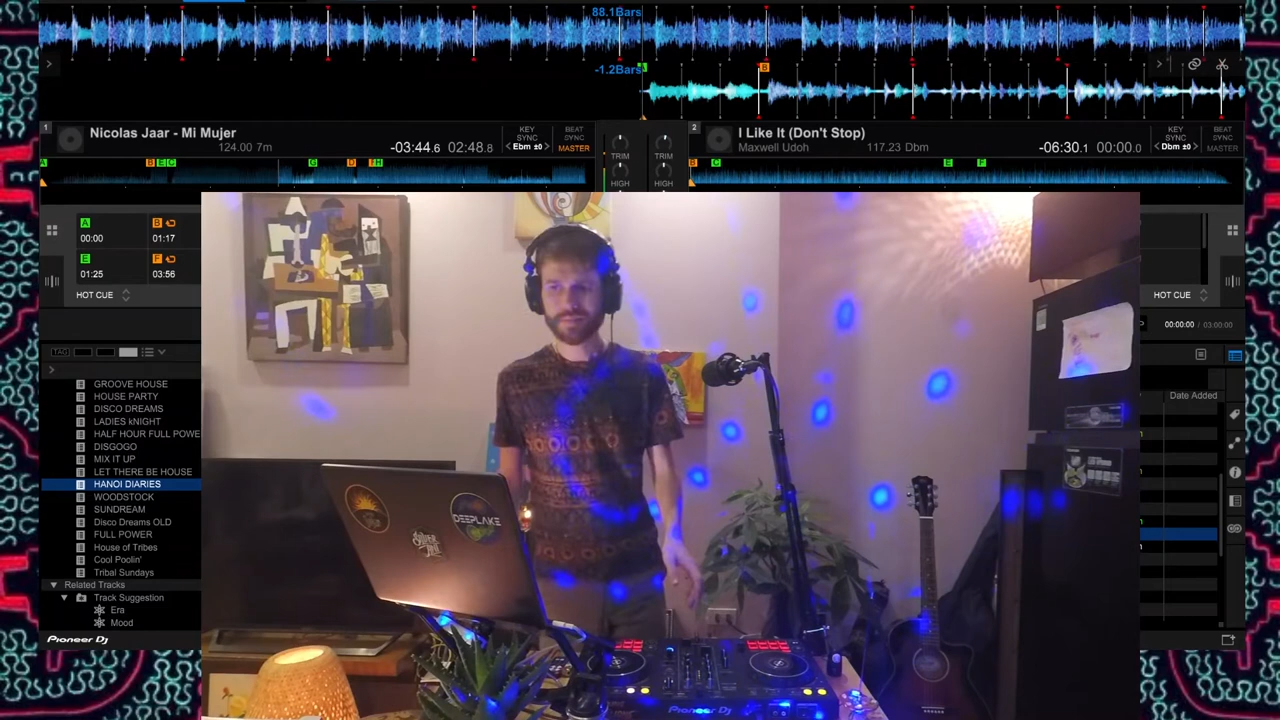 88.1Bars
-1.2Bars
A
B
1
Nicolas Jaar - Mi Mujer
124.00 7m
-03:44.6 02:48.8
KEY SYNC
Ebm ±0
BEAT SYNC
MASTER
TRIM
HIGH
TRIM
HIGH
2
I Like It (Don't Stop)
Maxwell Udoh
117.23 Dbm
-06:30.1 00:00.0
KEY SYNC
Dbm ±0
BEAT SYNC
MASTER
A B E C G D F H
B C E F
A B
00:00 01:17
E F
01:25 03:56
HOT CUE
HOT CUE
00:00:00 / 03:00:00
TAG
Date Added
GROOVE HOUSE
HOUSE PARTY
DISCO DREAMS
LADIES kNIGHT
HALF HOUR FULL POWE
DISGOGO
MIX IT UP
LET THERE BE HOUSE
HANOI DIARIES
WOODSTOCK
SUNDREAM
Disco Dreams OLD
FULL POWER
House of Tribes
Cool Poolin'
Tribal Sundays
Related Tracks
Track Suggestion
Era
Mood
Pioneer Dj
DEEPLAKE
Pioneer Dj